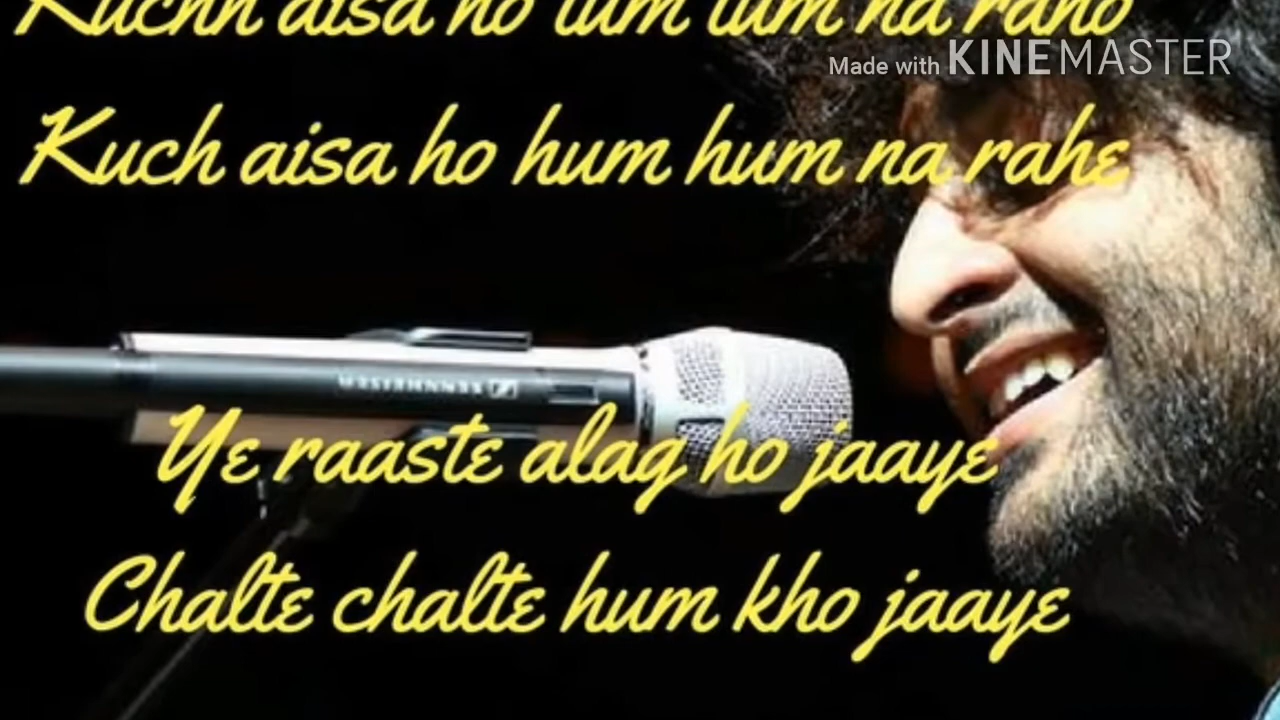 Kuchh aisa ho tum tum na raho
Made with KINEMASTER
Kuch aisa ho hum hum na rahe
SENNHEISER
Ye raaste alag ho jaaye
Chalte chalte hum kho jaaye